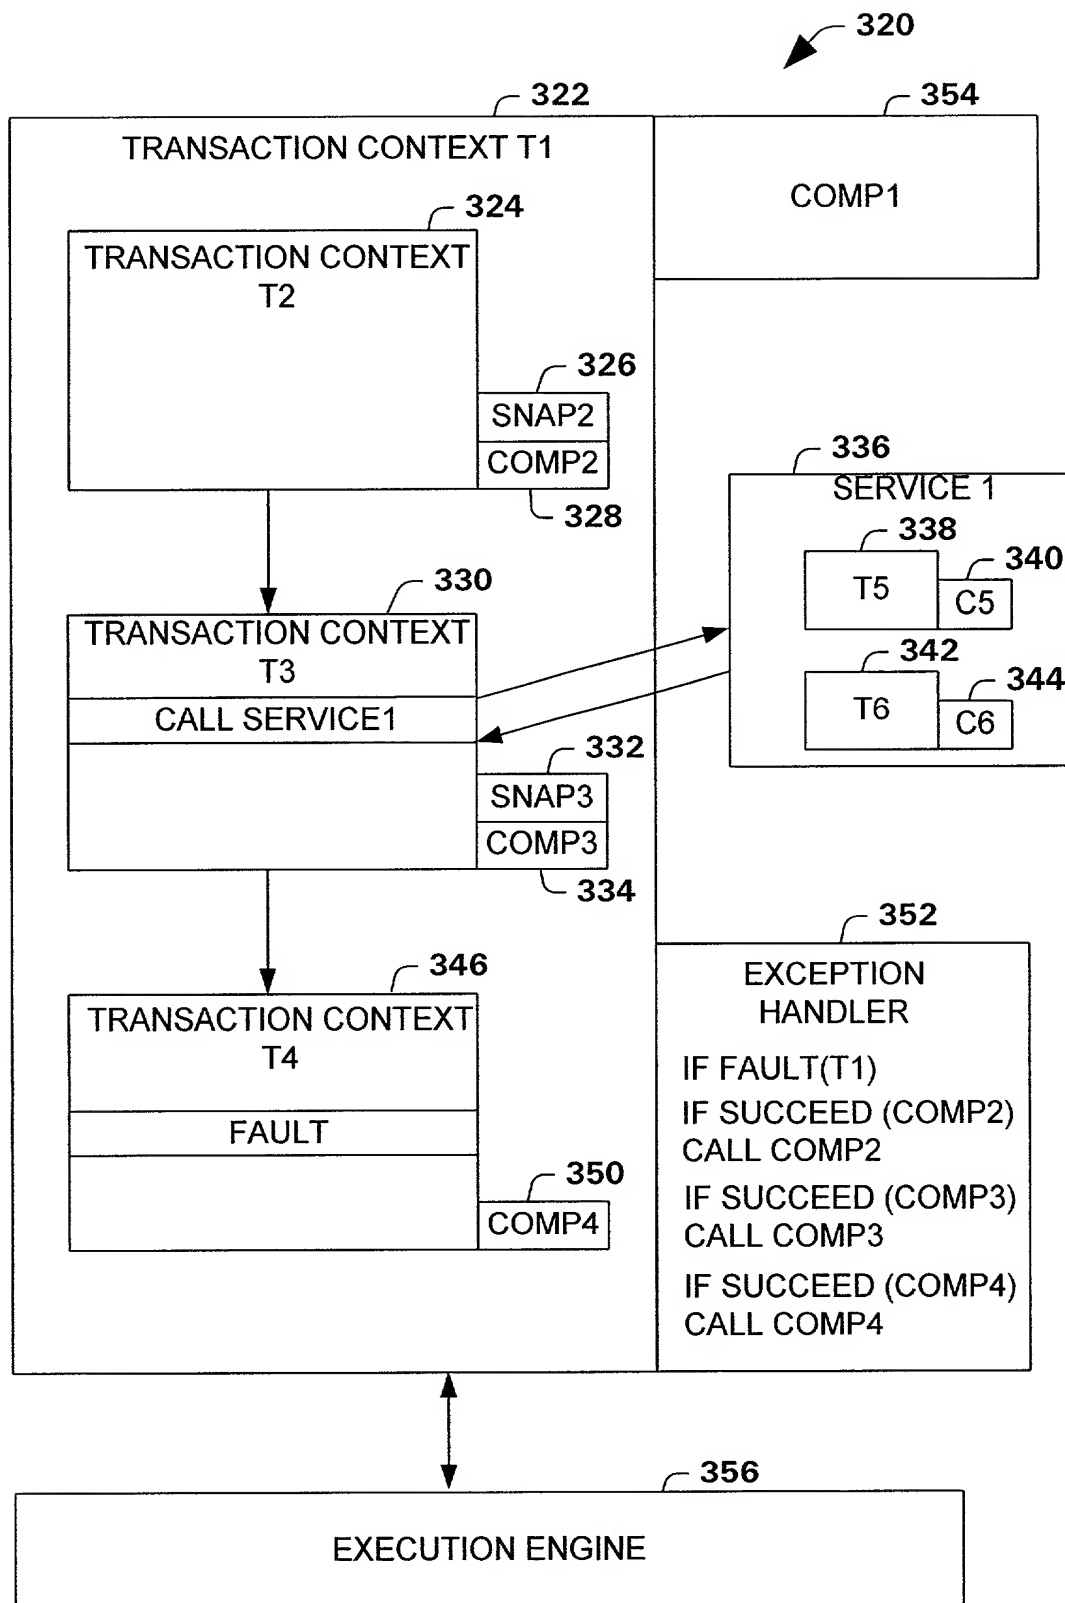 320
322
354
TRANSACTION CONTEXT T1
COMP1
324
TRANSACTION CONTEXT
T2
326
SNAP2
COMP2
328
336
SERVICE 1
338
340
T5
C5
342
344
T6
C6
330
TRANSACTION CONTEXT
T3
CALL SERVICE1
332
SNAP3
COMP3
334
346
TRANSACTION CONTEXT
T4
FAULT
350
COMP4
352
EXCEPTION
HANDLER
IF FAULT(T1)
IF SUCCEED (COMP2)
CALL COMP2
IF SUCCEED (COMP3)
CALL COMP3
IF SUCCEED (COMP4)
CALL COMP4
356
EXECUTION ENGINE